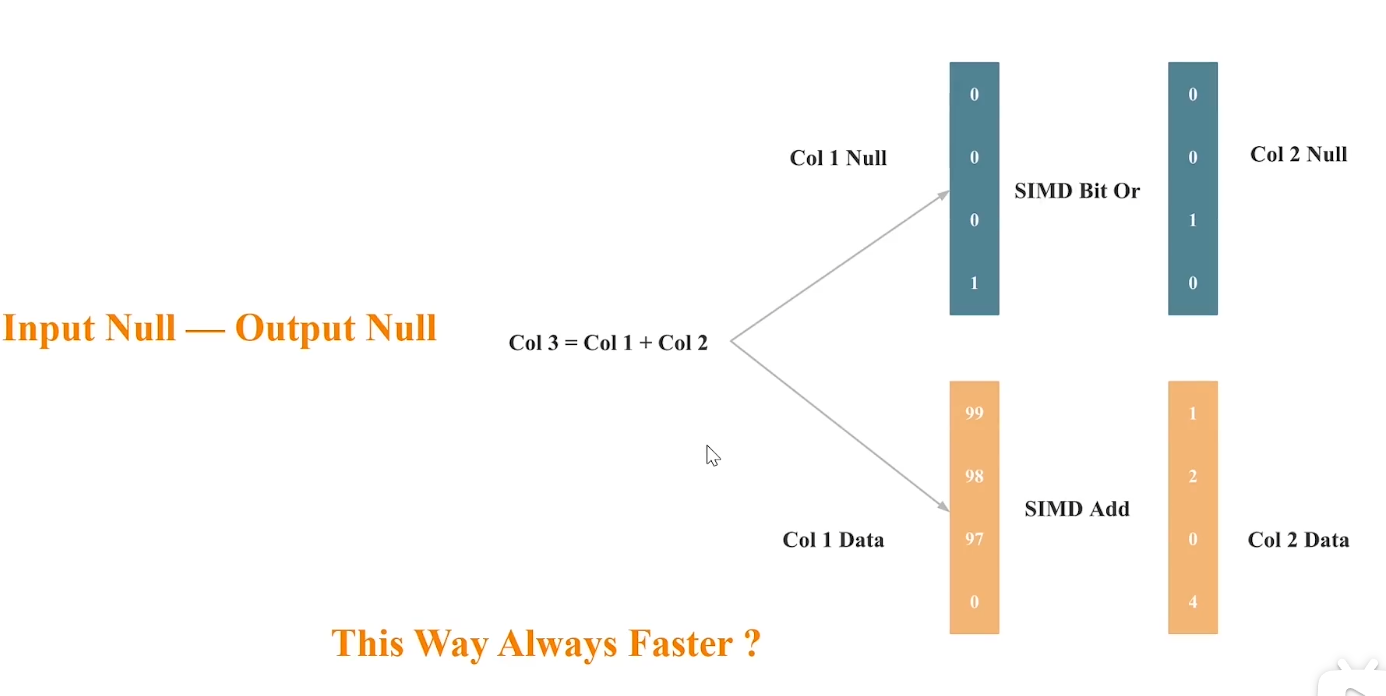 Input Null — Output Null
Col 3 = Col 1 + Col 2
Col 1 Null
0
0
0
1
SIMD Bit Or
0
0
1
0
Col 2 Null
Col 1 Data
99
98
97
0
SIMD Add
1
2
0
4
Col 2 Data
This Way Always Faster ?